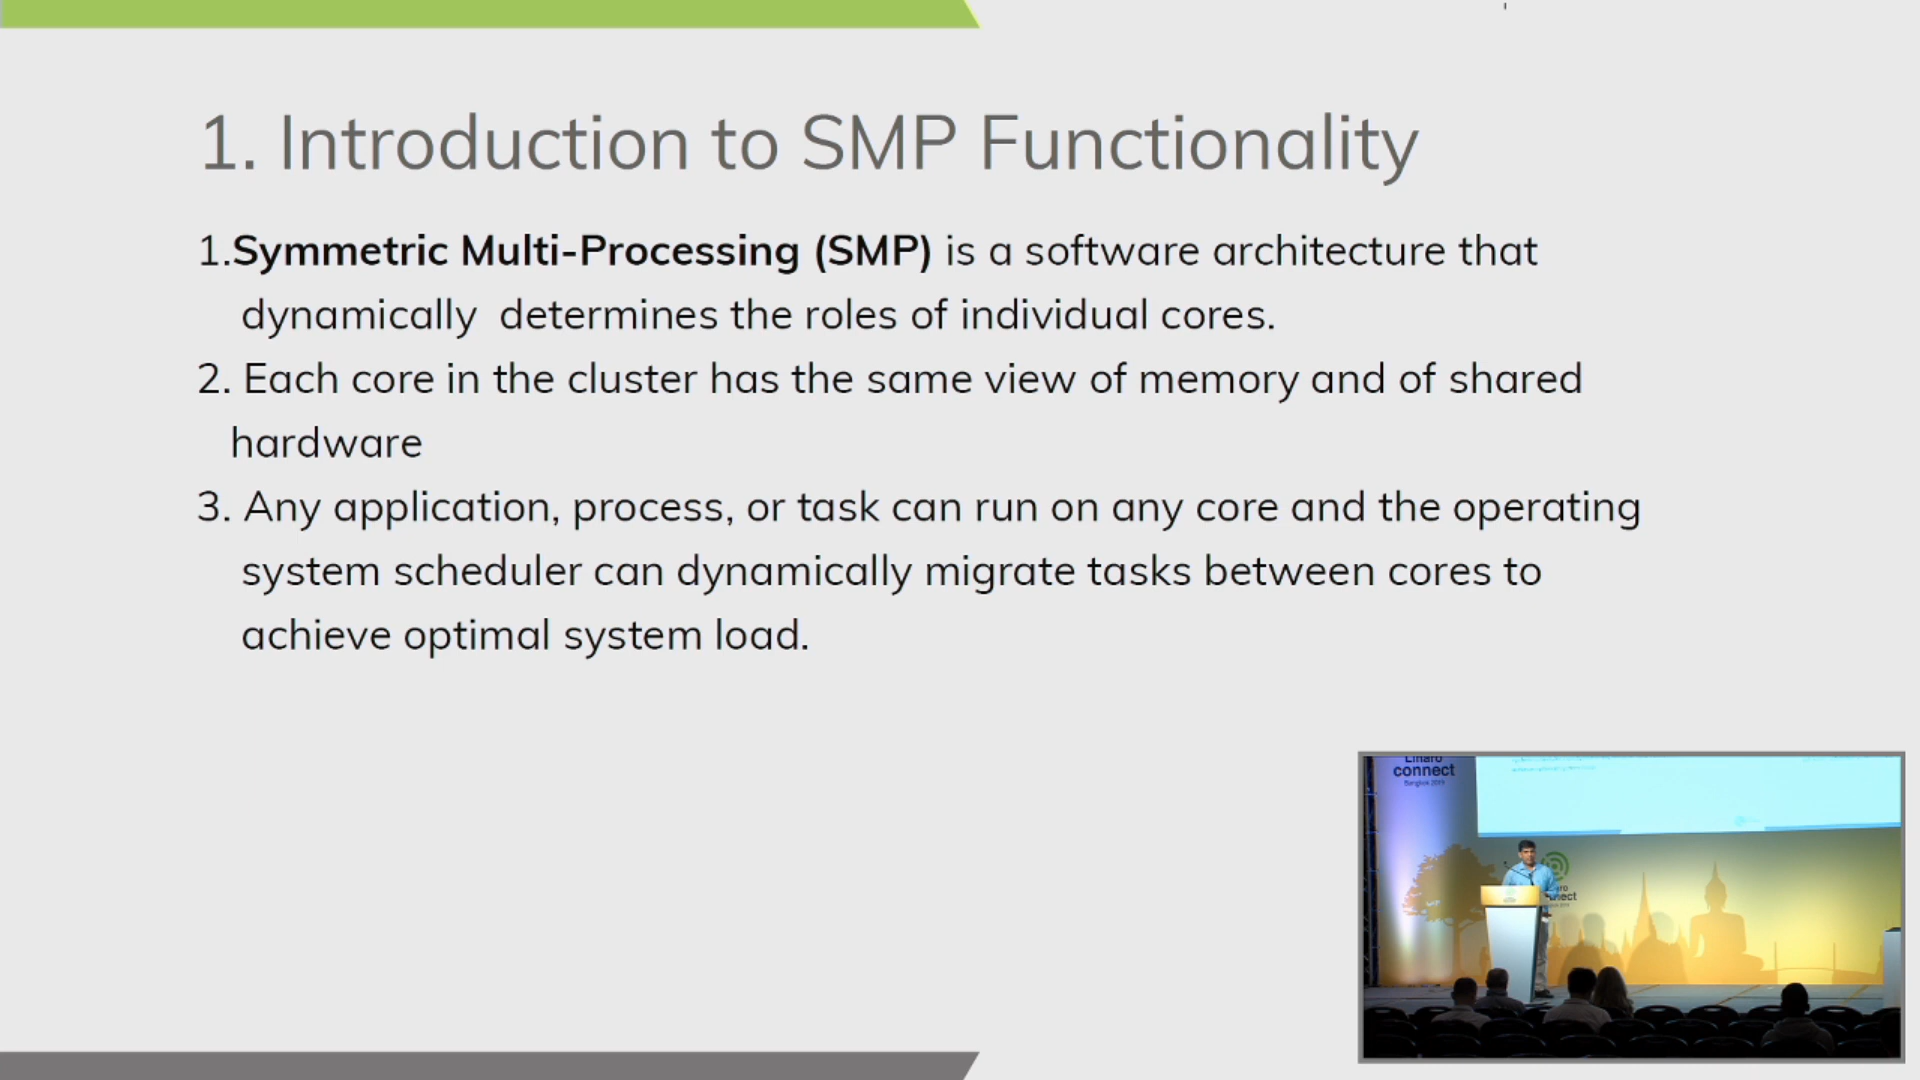 1. Introduction to SMP Functionality
1.Symmetric Multi-Processing (SMP) is a software architecture that
dynamically  determines the roles of individual cores.
2. Each core in the cluster has the same view of memory and of shared
hardware
3. Any application, process, or task can run on any core and the operating
system scheduler can dynamically migrate tasks between cores to
achieve optimal system load.
Linaro
connect
Bangkok 2019